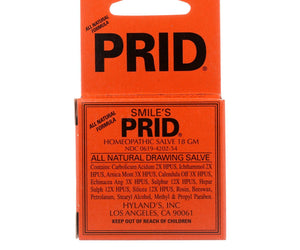 ALL NATURAL
FORMULA
PRID®
ALL NATURAL
FORMULA
SMILE'S
PRID®
HOMEOPATHIC SALVE 18 GM
NDC 0619-4202-54
ALL NATURAL DRAWING SALVE
Contains: Carbolicum Acidum 2X HPUS, Ichthammol 2X
HPUS, Arnica Mont 3X HPUS, Calendula Off 3X HPUS,
Echinacea Ang 3X HPUS, Sulphur 12X HPUS, Hepar
Sulph 12X HPUS, Silicea 12X HPUS, Rosin, Beeswax,
Petrolatum, Stearyl Alcohol, Methyl & Propyl Paraben.
HYLAND'S, INC
LOS ANGELES, CA 90061
KEEP OUT OF REACH OF CHILDREN